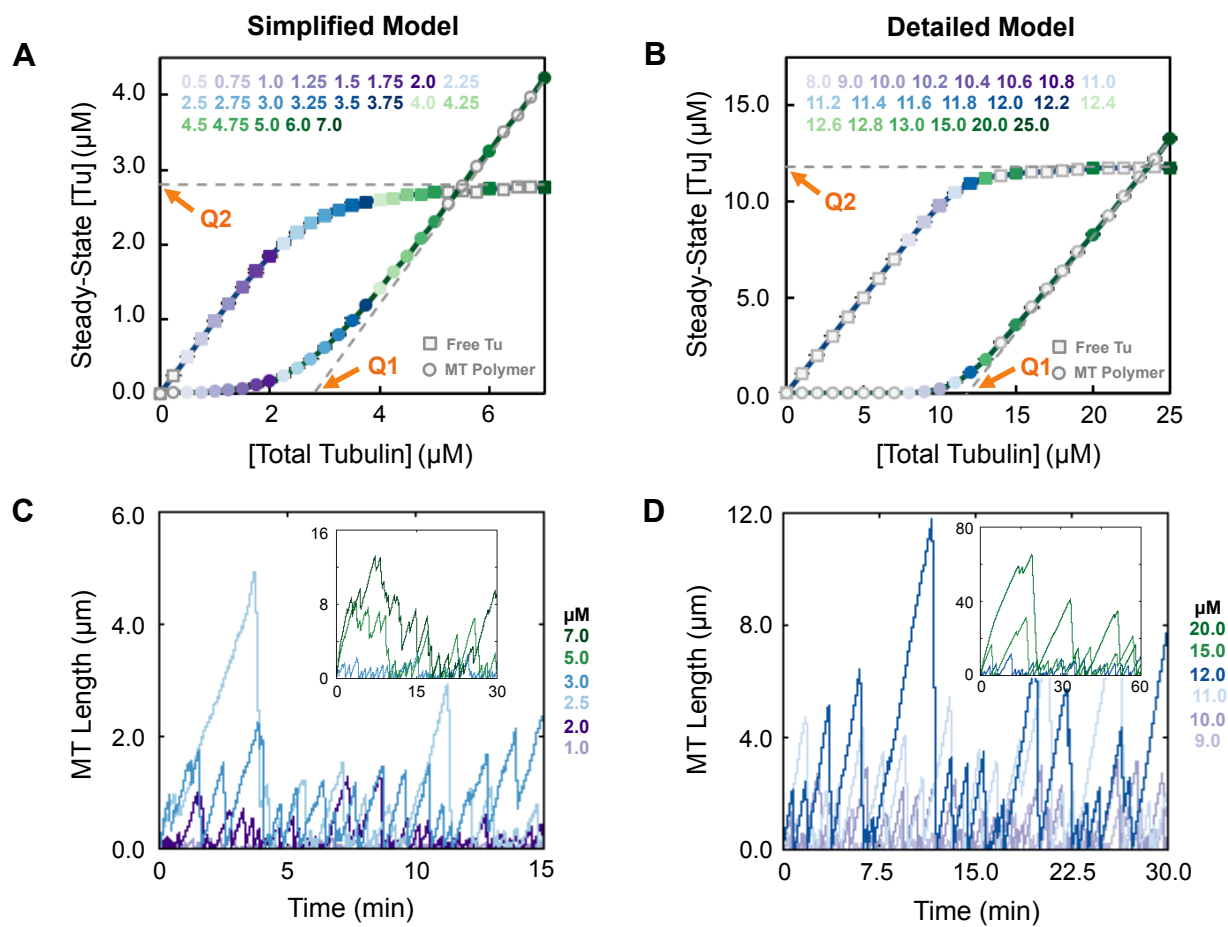 Simplified Model
Detailed Model
A
0.5 0.75 1.0 1.25 1.5 1.75 2.0 2.25
2.5 2.75 3.0 3.25 3.5 3.75 4.0 4.25
4.5 4.75 5.0 6.0 7.0
4.0
3.0
2.0
1.0
0.0
Steady-State [Tu] (µM)
Q2
Q1
Free Tu
MT Polymer
0 2 4 6
[Total Tubulin] (µM)
B
8.0 9.0 10.0 10.2 10.4 10.6 10.8 11.0
11.2 11.4 11.6 11.8 12.0 12.2 12.4
12.6 12.8 13.0 15.0 20.0 25.0
15.0
10.0
5.0
0.0
Steady-State [Tu] (µM)
Q2
Q1
Free Tu
MT Polymer
0 5 10 15 20 25
[Total Tubulin] (µM)
C
6.0
4.0
2.0
0.0
MT Length (µm)
16
8
0
0 15 30
µM
7.0
5.0
3.0
2.5
2.0
1.0
0 5 10 15
Time (min)
D
12.0
8.0
4.0
0.0
MT Length (µm)
80
40
0
0 30 60
µM
20.0
15.0
12.0
11.0
10.0
9.0
0 7.5 15.0 22.5 30.0
Time (min)